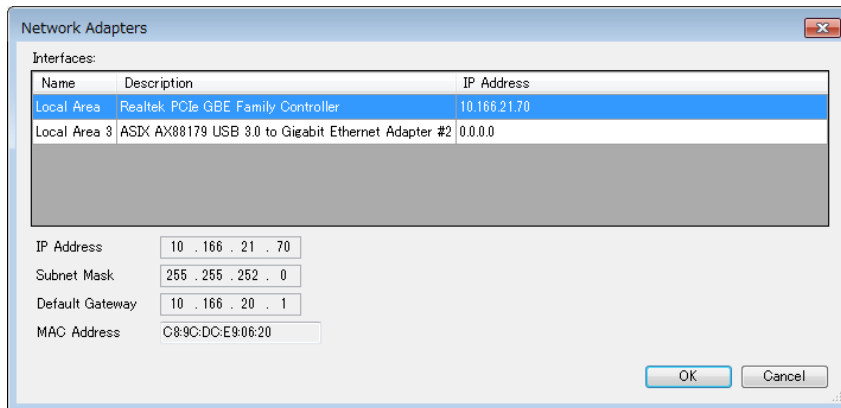 Network Adapters
Interfaces:
Name Description IP Address
Local Area Realtek PCIe GBE Family Controller 10.166.21.70
Local Area 3 ASIX AX88179 USB 3.0 to Gigabit Ethernet Adapter #2 0.0.0.0
IP Address 10 . 166 . 21 . 70
Subnet Mask 255 . 255 . 252 . 0
Default Gateway 10 . 166 . 20 . 1
MAC Address C8:9C:DC:E9:06:20
OK Cancel